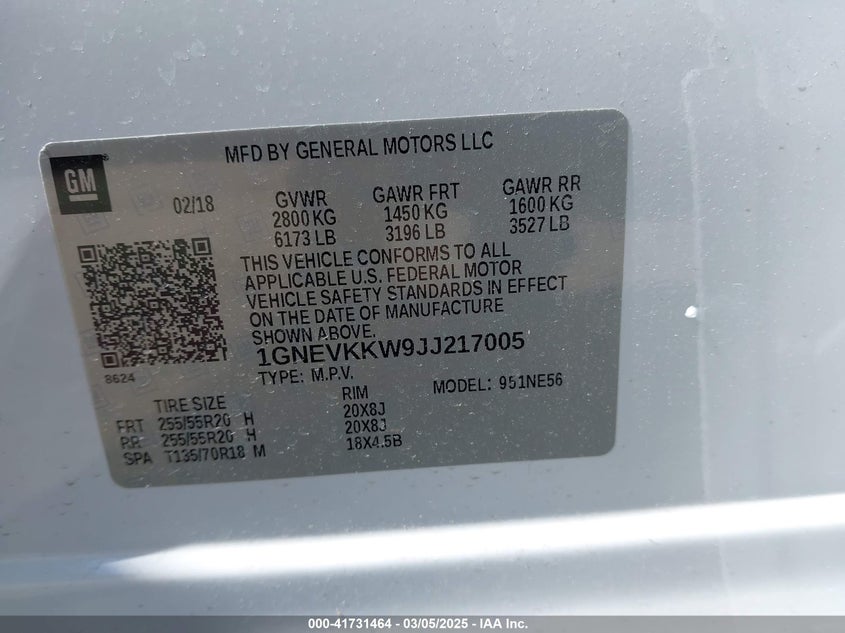 MFD BY GENERAL MOTORS LLC
GM
02/18
GVWR GAWR FRT GAWR RR
2800 KG 1450 KG 1600 KG
6173 LB 3196 LB 3527 LB
THIS VEHICLE CONFORMS TO ALL
APPLICABLE U.S. FEDERAL MOTOR
VEHICLE SAFETY STANDARDS IN EFFECT
ON THE DATE OF MANUFACTURE
SHOWN ABOVE.
1GNEVKKW9JJ217005
8624
TYPE: M.P.V. MODEL: 951NE56
TIRE SIZE RIM
FRT 255/55R20 H 20X8J
RR 255/55R20 H 20X8J
SPA T135/70R18 M 18X4.5B
000-41731464 - 03/05/2025 - IAA Inc.